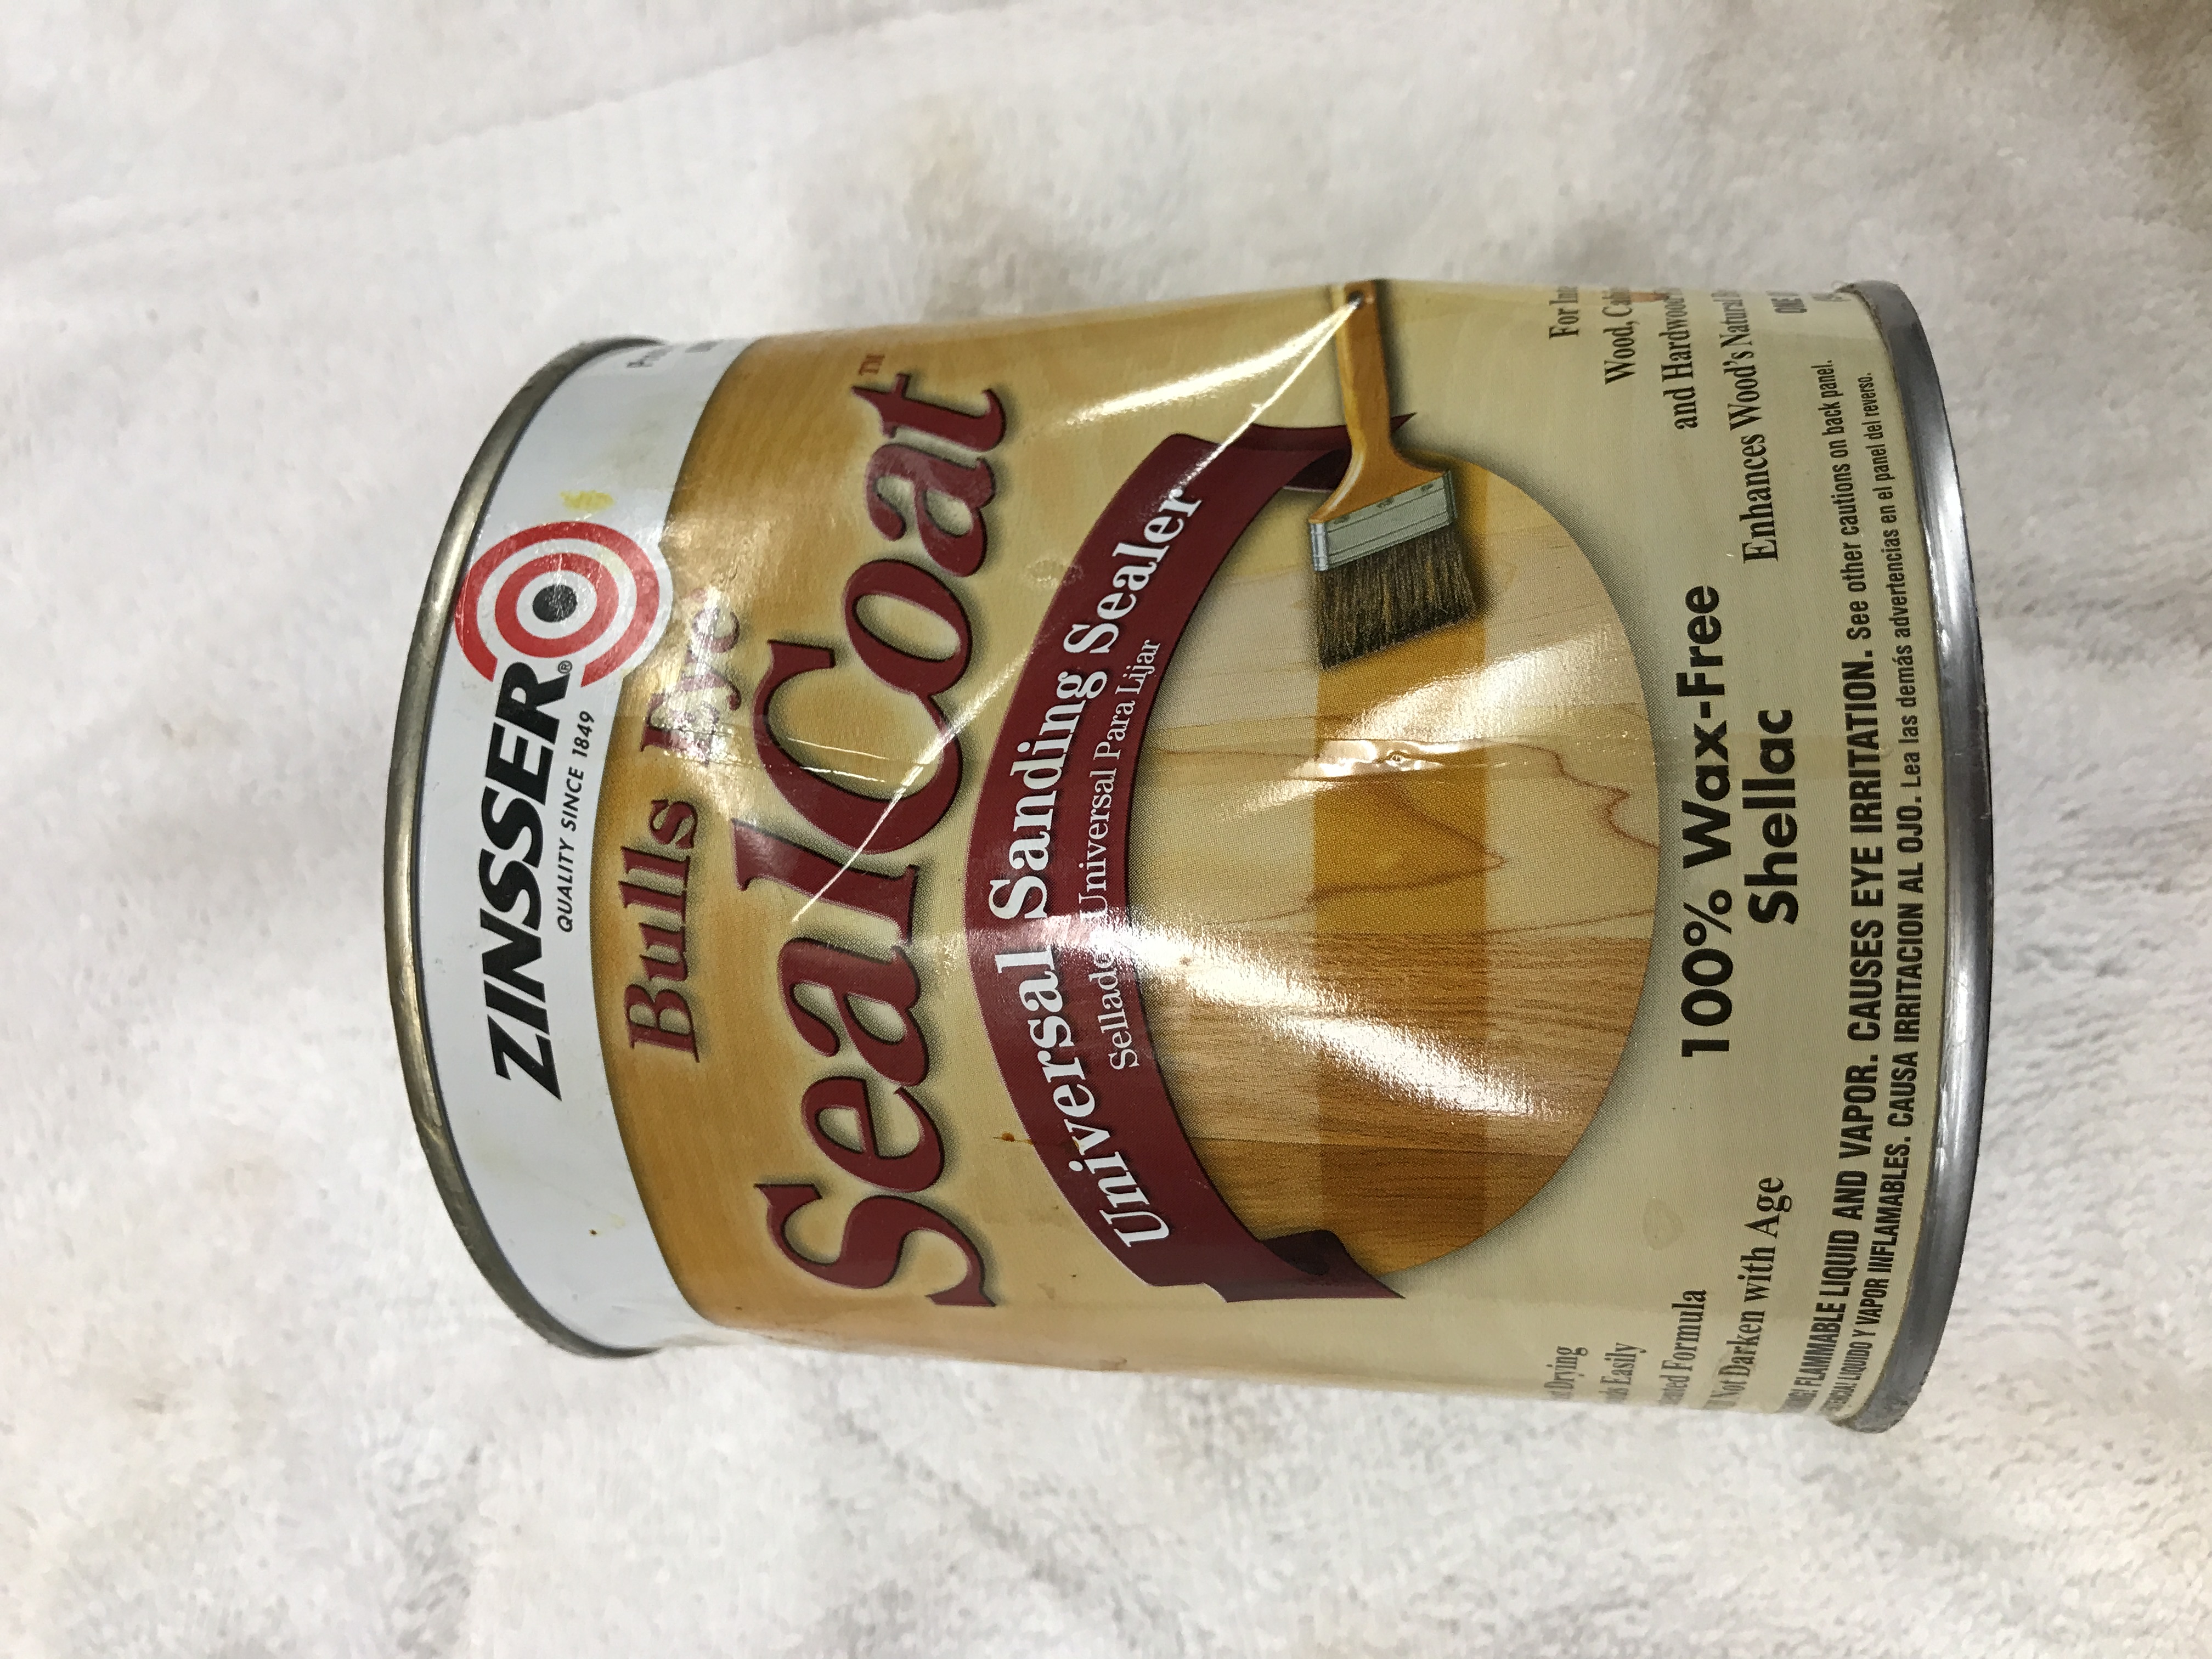 ZINSSER®
QUALITY SINCE 1849
Bulls Eye®
SealCoat™
Universal Sanding Sealer
Sellador Universal Para Lijar
Drying
Easily
Formula
Not Darken with Age
100% Wax-Free
Shellac
For
Wood,
and Hardwood
Enhances Wood's Natural
FLAMMABLE LIQUID AND VAPOR. CAUSES EYE IRRITATION. See other cautions on back panel.
LIQUIDO Y VAPOR INFLAMABLES. CAUSA IRRITACION AL OJO. Lea las demás advertencias en el panel del reverso.